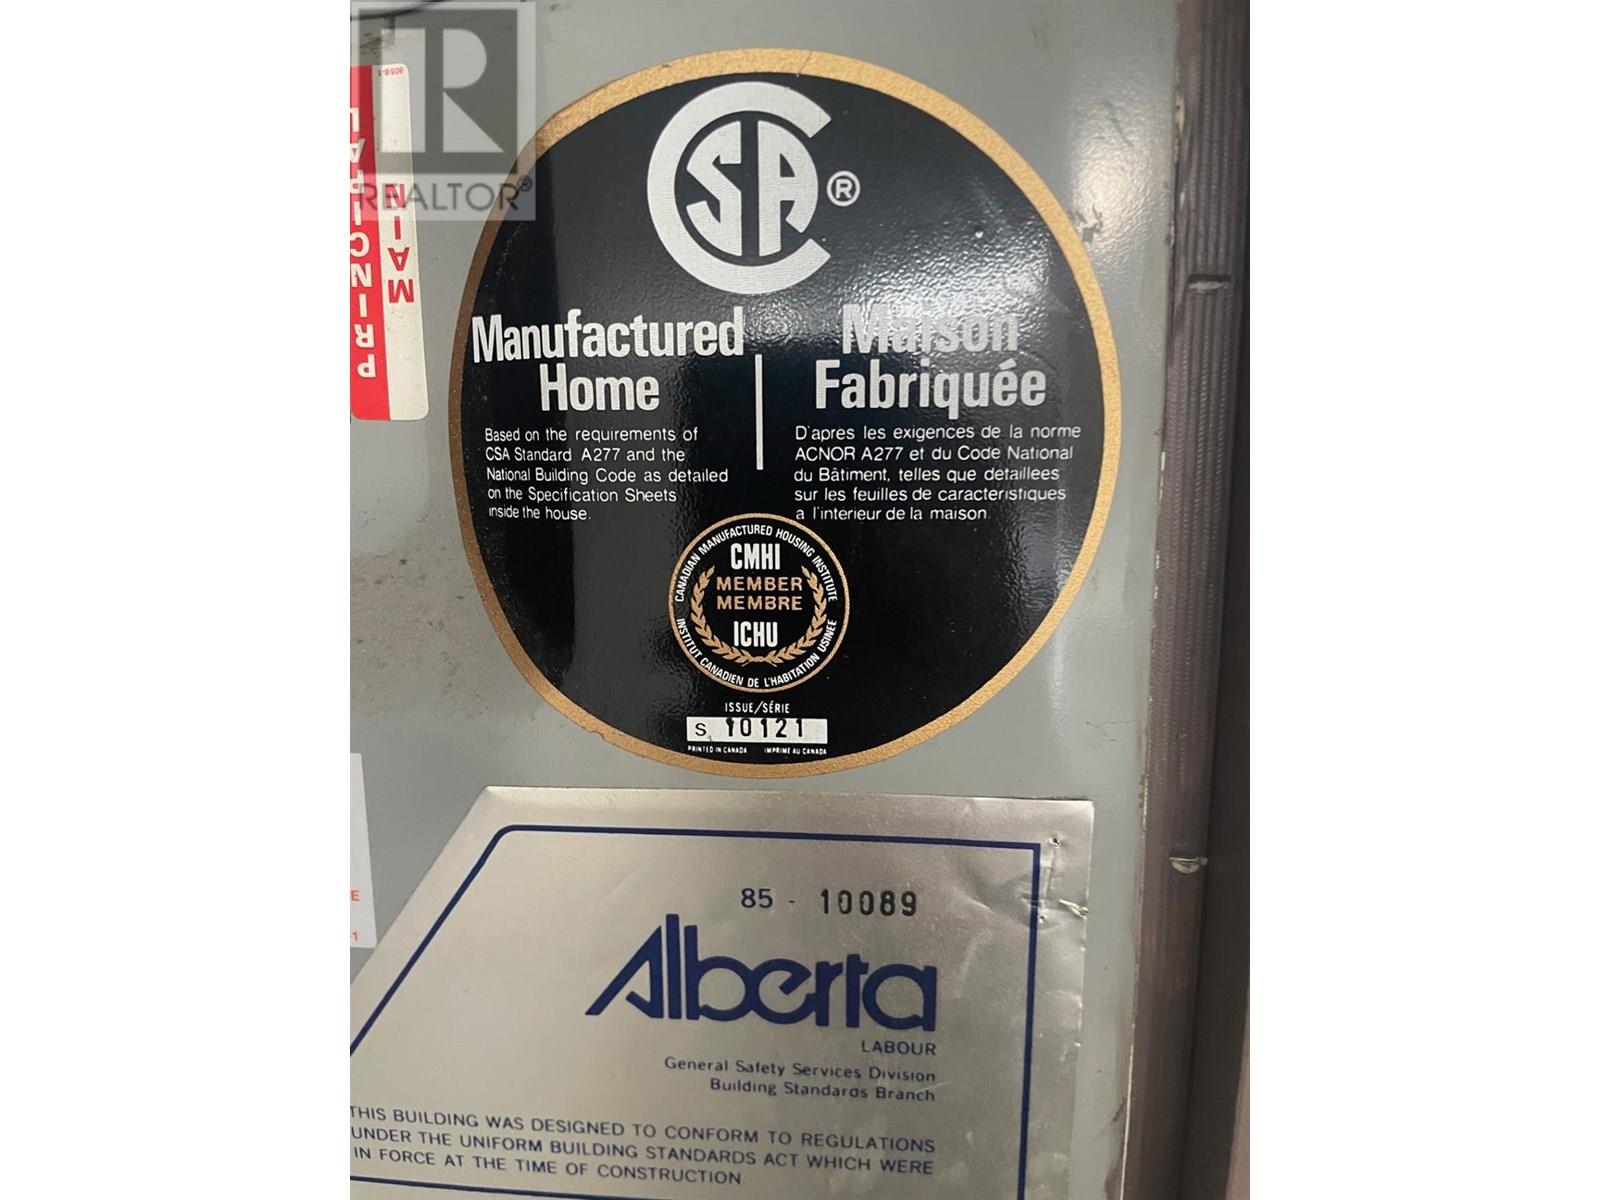 R
REALTOR®
9058-1
PRINCIPAL
MAIN
CSA®
Manufactured
Home
Based on the requirements of
CSA Standard A277 and the
National Building Code as detailed
on the Specification Sheets
inside the house.
Maison
Fabriquée
D'apres les exigences de la norme
ACNOR A277 et du Code National
du Bâtiment, telles que detaillees
sur les feuilles de caracteristiques
a l'interieur de la maison.
CANADIAN MANUFACTURED HOUSING INSTITUTE
CMHI
MEMBER
MEMBRE
ICHU
INSTITUT CANADIEN DE L'HABITATION USINEE
ISSUE/SÉRIE
S. 10121
PRINTED IN CANADA IMPRIME AU CANADA
E
-1
85 - 10089
Alberta
LABOUR
General Safety Services Division
Building Standards Branch
THIS BUILDING WAS DESIGNED TO CONFORM TO REGULATIONS
UNDER THE UNIFORM BUILDING STANDARDS ACT WHICH WERE
IN FORCE AT THE TIME OF CONSTRUCTION